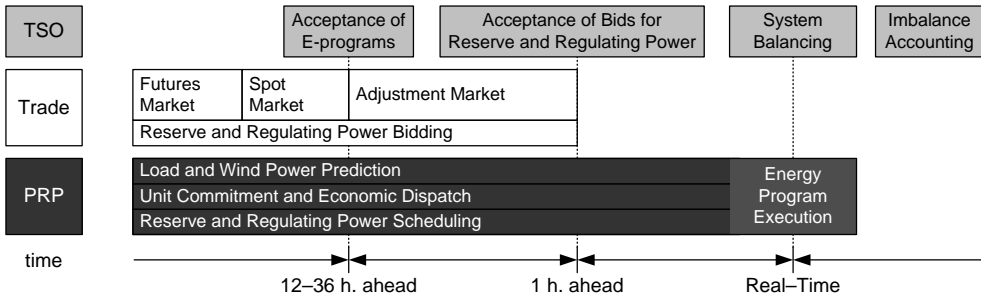 TSO
Acceptance of
E-programs
Acceptance of Bids for
Reserve and Regulating Power
System
Balancing
Imbalance
Accounting
Trade
Futures
Market
Spot
Market
Adjustment Market
Reserve and Regulating Power Bidding
PRP
Load and Wind Power Prediction
Unit Commitment and Economic Dispatch
Reserve and Regulating Power Scheduling
Energy
Program
Execution
time
12–36 h. ahead
1 h. ahead
Real–Time